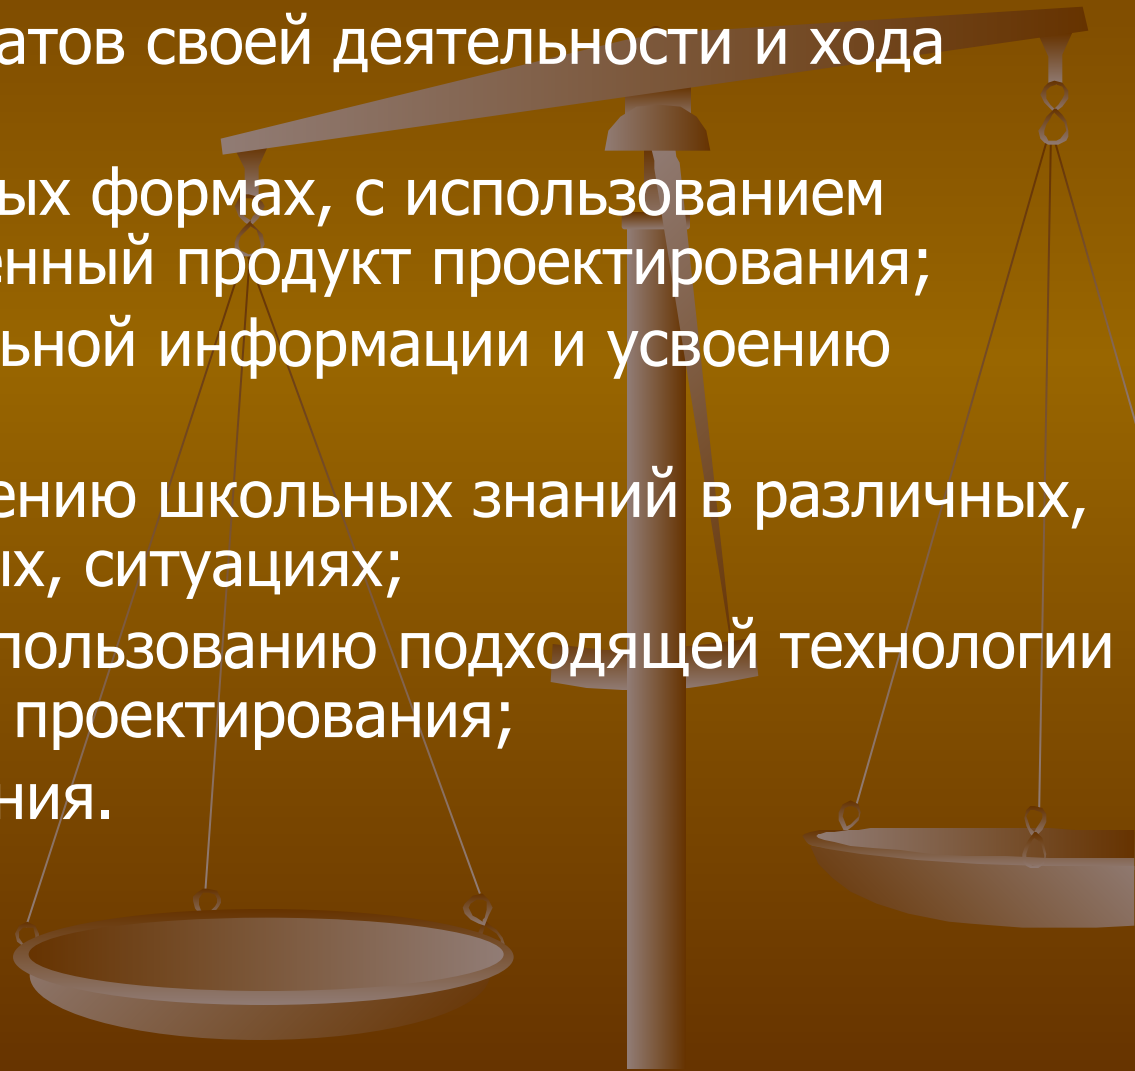 атов своей деятельности и хода
ых формах, с использованием
енный продукт проектирования;
ьной информации и усвоению
ению школьных знаний в различных,
ых, ситуациях;
пользованию подходящей технологии
проектирования;
ния.